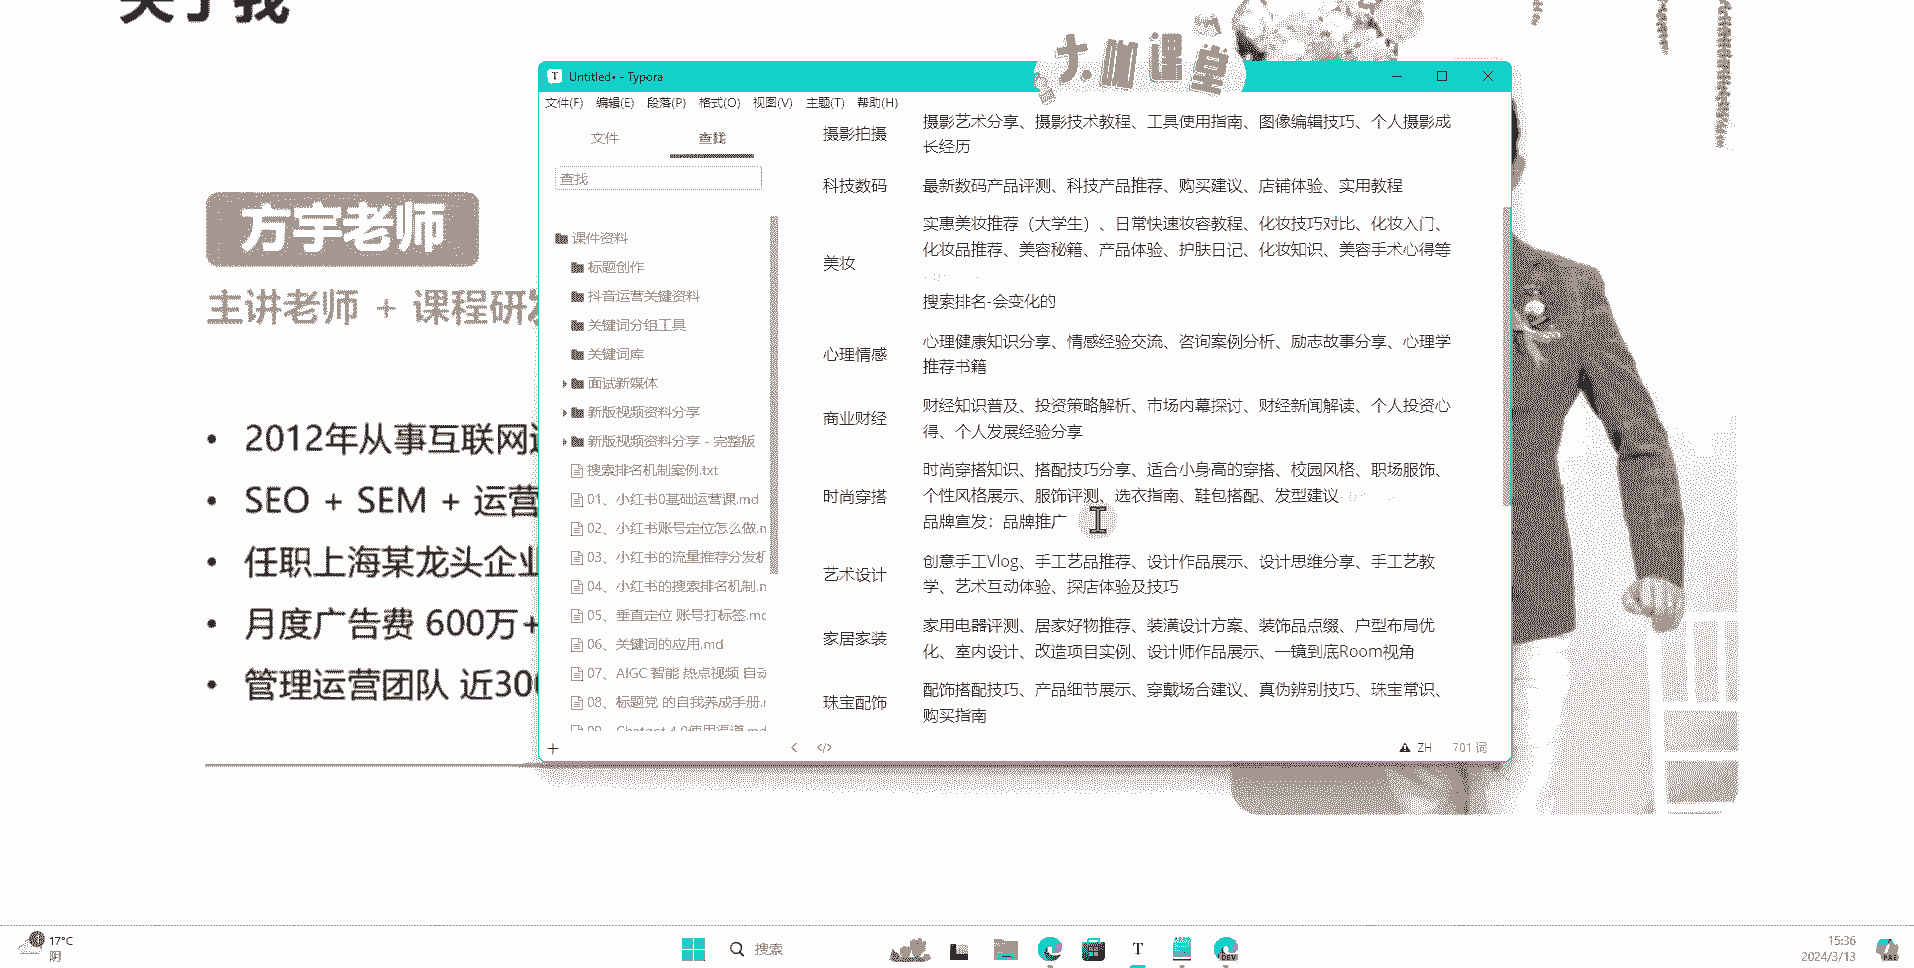 关于我
大咖课堂
Untitled• - Typora
文件(F) 编辑(E) 段落(P) 格式(O) 视图(V) 主题(T) 帮助(H)
文件 查找
查找
课件资料
标题创作
抖音运营关键资料
关键词分组工具
关键词库
面试新媒体
新版视频资料分享
新版视频资料分享 - 完整版
搜索排名机制案例.txt
01、小红书0基础运营课.md
02、小红书账号定位怎么做.
03、小红书的流量推荐分发
04、小红书的搜索排名机制.
05、垂直定位 账号打标签.
06、关键词的应用.md
07、AIGC 智能 热点视频 自动
08、标题党 的自我养成手册.
摄影拍摄
摄影艺术分享、摄影技术教程、工具使用指南、图像编辑技巧、个人摄影成
长经历
科技数码
最新数码产品评测、科技产品推荐、购买建议、店铺体验、实用教程
美妆
实惠美妆推荐（大学生）、日常快速妆容教程、化妆技巧对比、化妆入门、
化妆品推荐、美容秘籍、产品体验、护肤日记、化妆知识、美容手术心得等
搜索排名-会变化的
心理情感
心理健康知识分享、情感经验交流、咨询案例分析、励志故事分享、心理学
推荐书籍
商业财经
财经知识普及、投资策略解析、市场内幕探讨、财经新闻解读、个人投资心
得、个人发展经验分享
时尚穿搭
时尚穿搭知识、搭配技巧分享、适合小身高的穿搭、校园风格、职场服饰、
个性风格展示、服饰评测、选衣指南、鞋包搭配、发型建议
品牌宣发：品牌推广
艺术设计
创意手工Vlog、手工艺品推荐、设计作品展示、设计思维分享、手工艺教
学、艺术互动体验、探店体验及技巧
家居家装
家用电器评测、居家好物推荐、装潢设计方案、装饰品点缀、户型布局优
化、室内设计、改造项目实例、设计师作品展示、一镜到底Room视角
珠宝配饰
配饰搭配技巧、产品细节展示、穿戴场合建议、真伪辨别技巧、珠宝常识、
购买指南
ZH 701 词
方宇老师
主讲老师 + 课程研
• 2012年从事互联网
• SEO + SEM + 运营
• 任职上海某龙头企
• 月度广告费 600万+
• 管理运营团队 近30
17°C
阴
搜索
15:36
2024/3/13